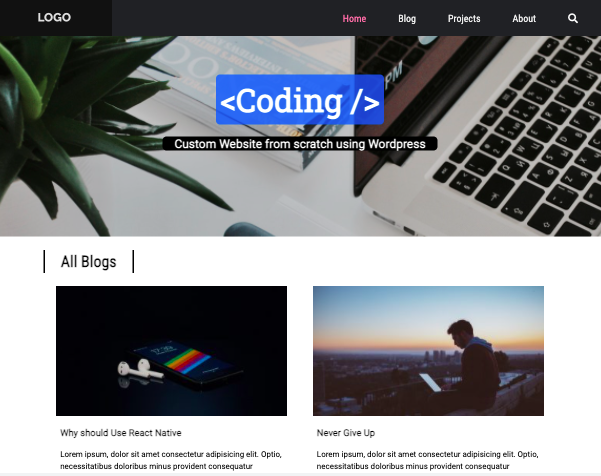 LOGO
Home Blog Projects About
<Coding />
Custom Website from scratch using Wordpress
All Blogs
Why should Use React Native
Never Give Up
Lorem ipsum, dolor sit amet consectetur adipisicing elit. Optio,
necessitatibus doloribus minus provident consequatur
Lorem ipsum, dolor sit amet consectetur adipisicing elit. Optio,
necessitatibus doloribus minus provident consequatur